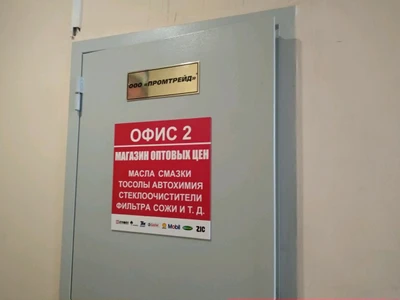 ООО «ПРОМТРЕЙД»
ОФИС 2
МАГАЗИН ОПТОВЫХ ЦЕН
МАСЛА СМАЗКИ
ТОСОЛЫ АВТОХИМИЯ
СТЕКЛООЧИСТИТЕЛИ
ФИЛЬТРА СОЖИ И Т. Д.
Mobil ZIC